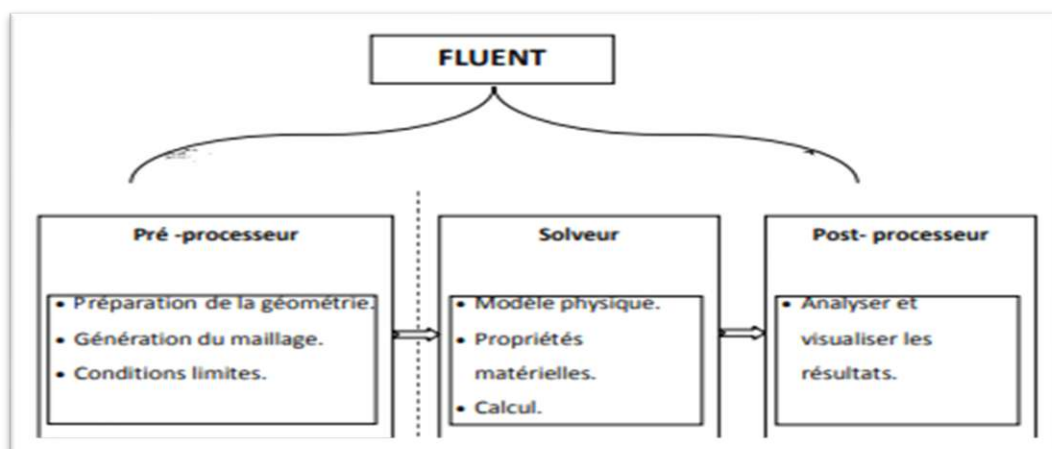 FLUENT
Pré -processeur
• Préparation de la géométrie.
• Génération du maillage.
• Conditions limites.
Solveur
• Modèle physique.
• Propriétés
matérielles.
• Calcul.
Post- processeur
• Analyser et
visualiser les
résultats.